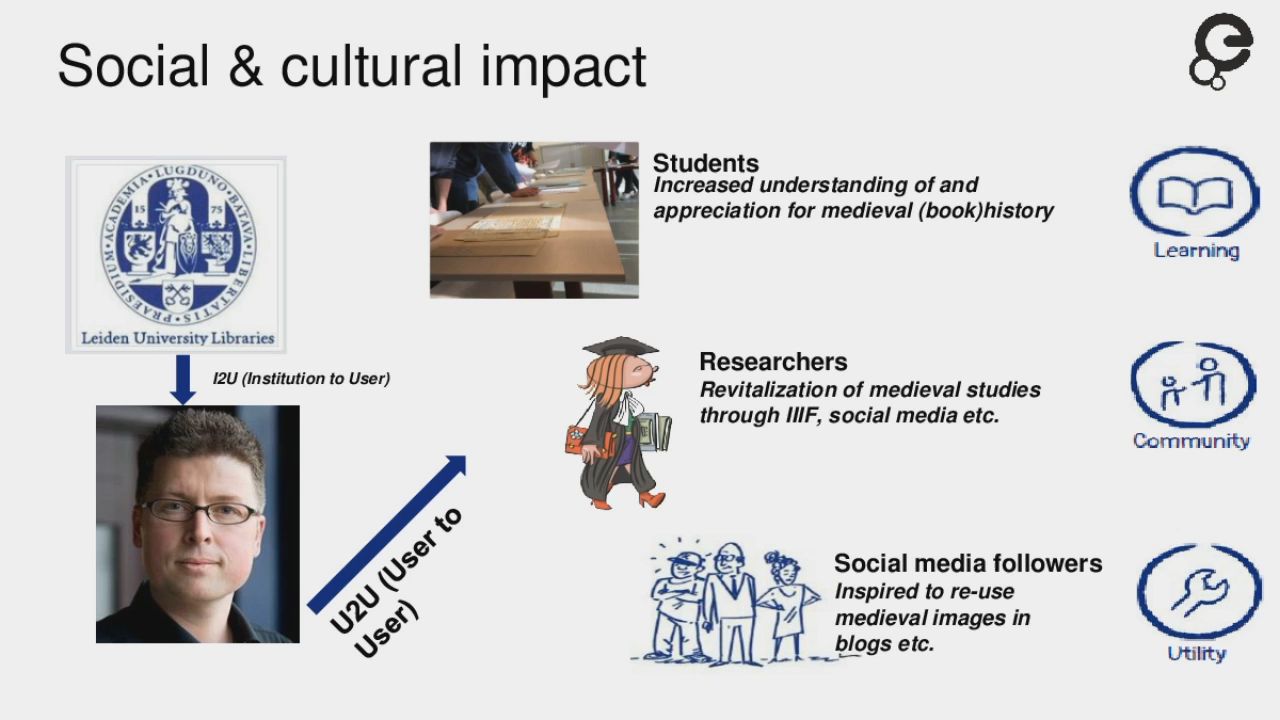 Social & cultural impact
ACADEMIA·LUGDUNO·BATAVA·LIBERTATIS·PRAESIDIUM·
15 75
Leiden University Libraries
I2U (Institution to User)
U2U (User to
User)
Students
Increased understanding of and
appreciation for medieval (book)history
Learning
Researchers
Revitalization of medieval studies
through IIIF, social media etc.
Community
Social media followers
Inspired to re-use
medieval images in
blogs etc.
Utility